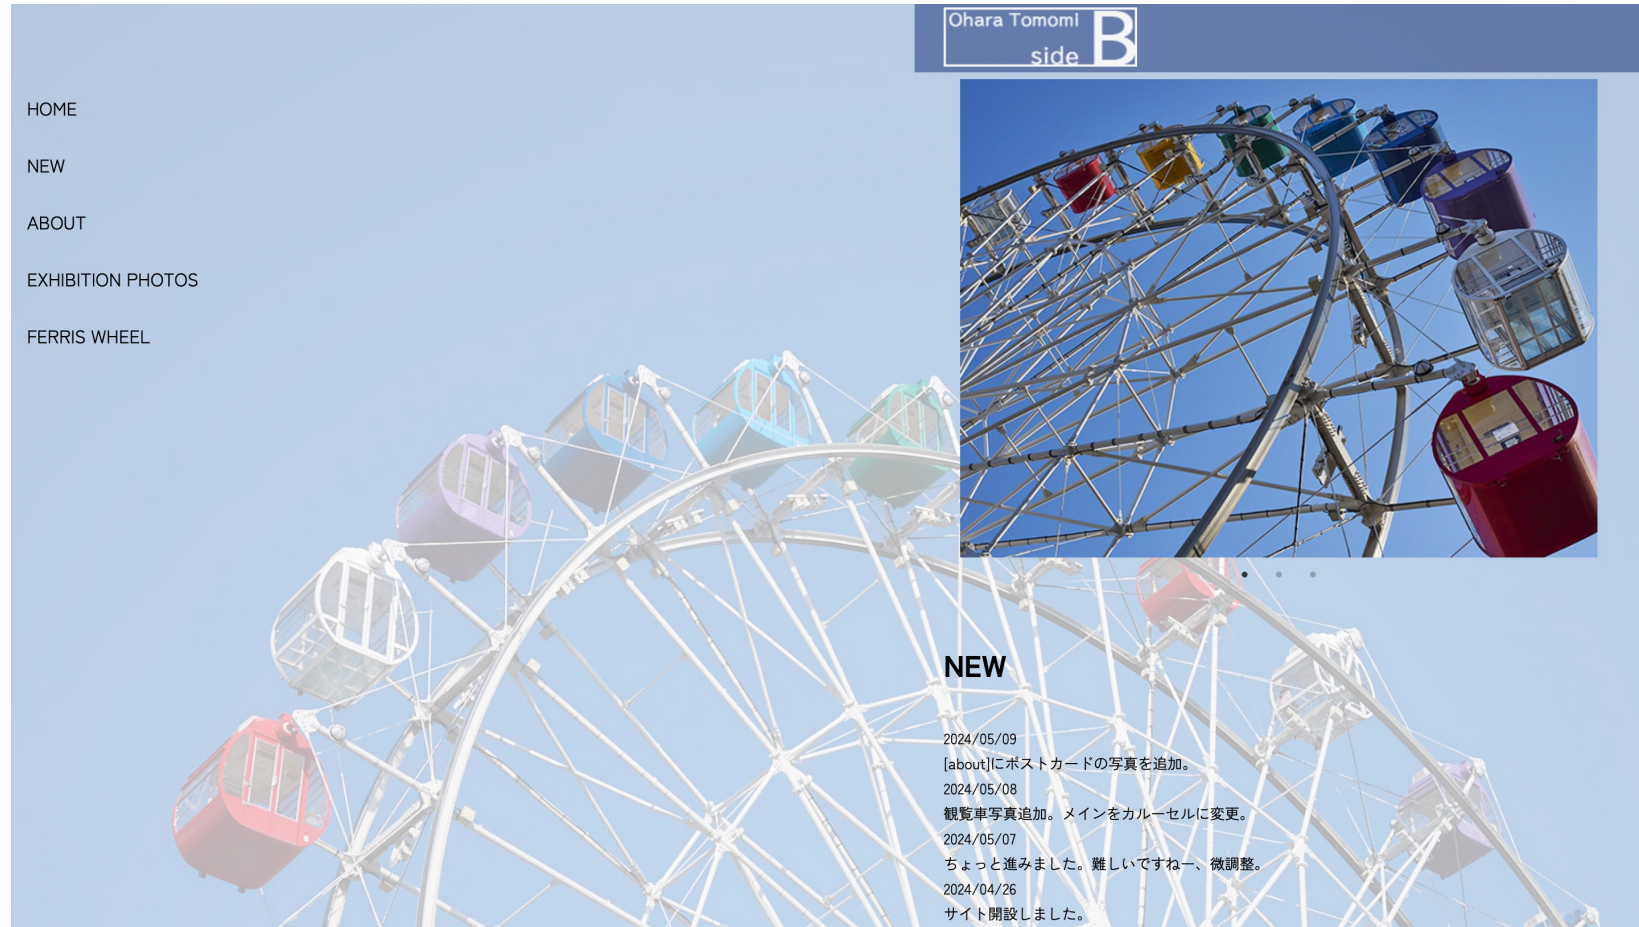 Ohara Tomomi
side B
HOME
NEW
ABOUT
EXHIBITION PHOTOS
FERRIS WHEEL
NEW
2024/05/09
[about]にポストカードの写真を追加。
2024/05/08
観覧車写真追加。メインをカルーセルに変更。
2024/05/07
ちょっと進みました。難しいですねー、微調整。
2024/04/26
サイト開設しました。